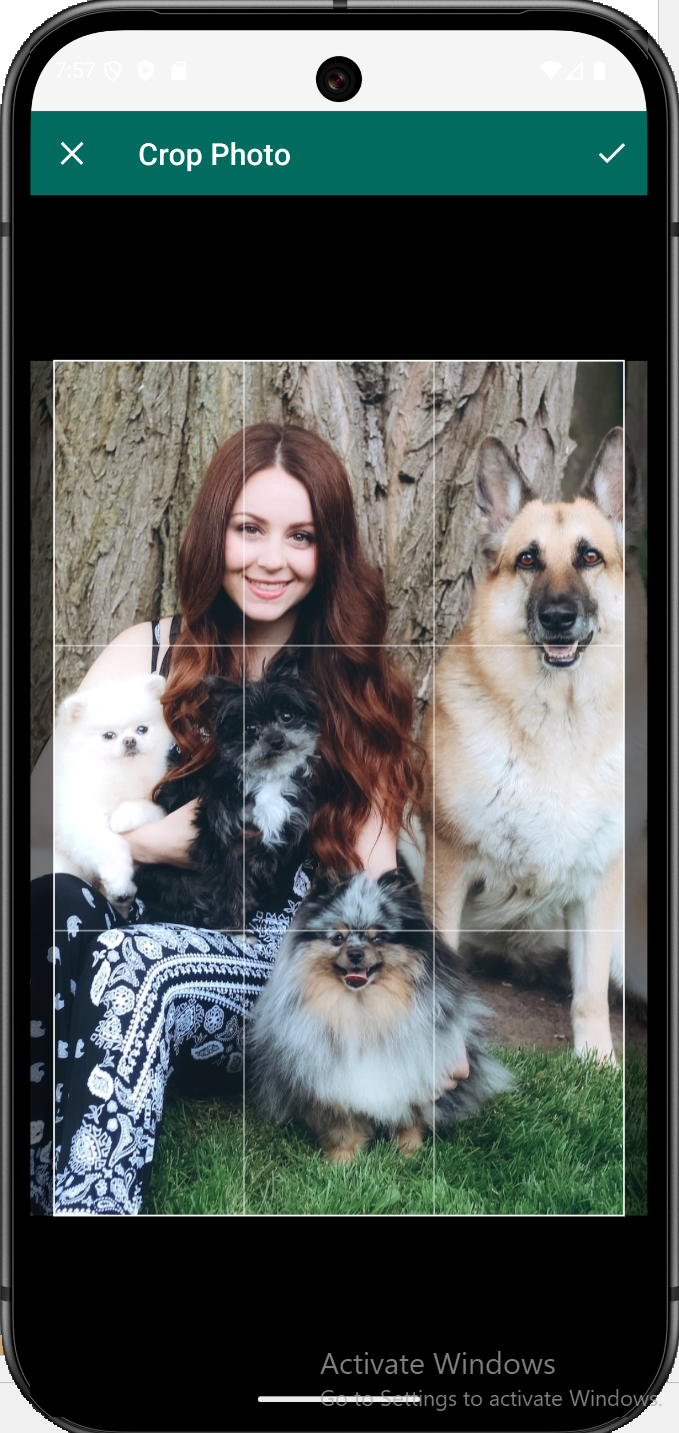 7:57
Crop Photo
Activate Windows
Go to Settings to activate Windows.